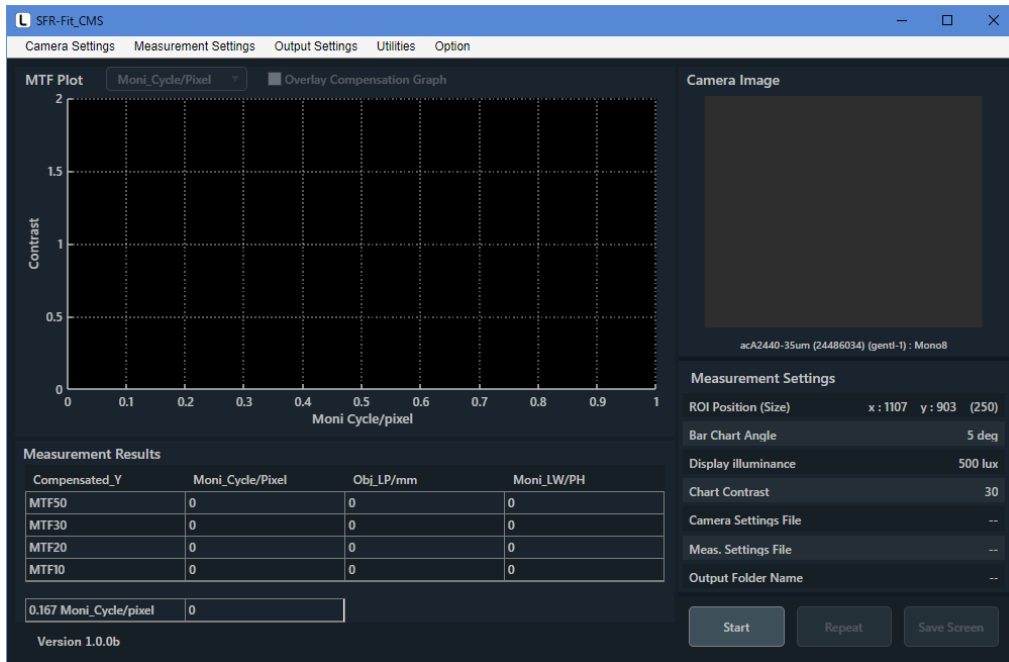 L SFR-Fit_CMS
Camera Settings Measurement Settings Output Settings Utilities Option
MTF Plot Moni_Cycle/Pixel Overlay Compensation Graph
2
1.5
1
0.5
0
Contrast
0 0.1 0.2 0.3 0.4 0.5 0.6 0.7 0.8 0.9 1
Moni Cycle/pixel
Measurement Results
Compensated_Y Moni_Cycle/Pixel Obj_LP/mm Moni_LW/PH
MTF50 0 0 0
MTF30 0 0 0
MTF20 0 0 0
MTF10 0 0 0
0.167 Moni_Cycle/pixel 0
Version 1.0.0b
Camera Image
acA2440-35um (24486034) (gentl-1) : Mono8
Measurement Settings
ROI Position (Size) x : 1107 y : 903 (250)
Bar Chart Angle 5 deg
Display illuminance 500 lux
Chart Contrast 30
Camera Settings File --
Meas. Settings File --
Output Folder Name --
Start Repeat Save Screen